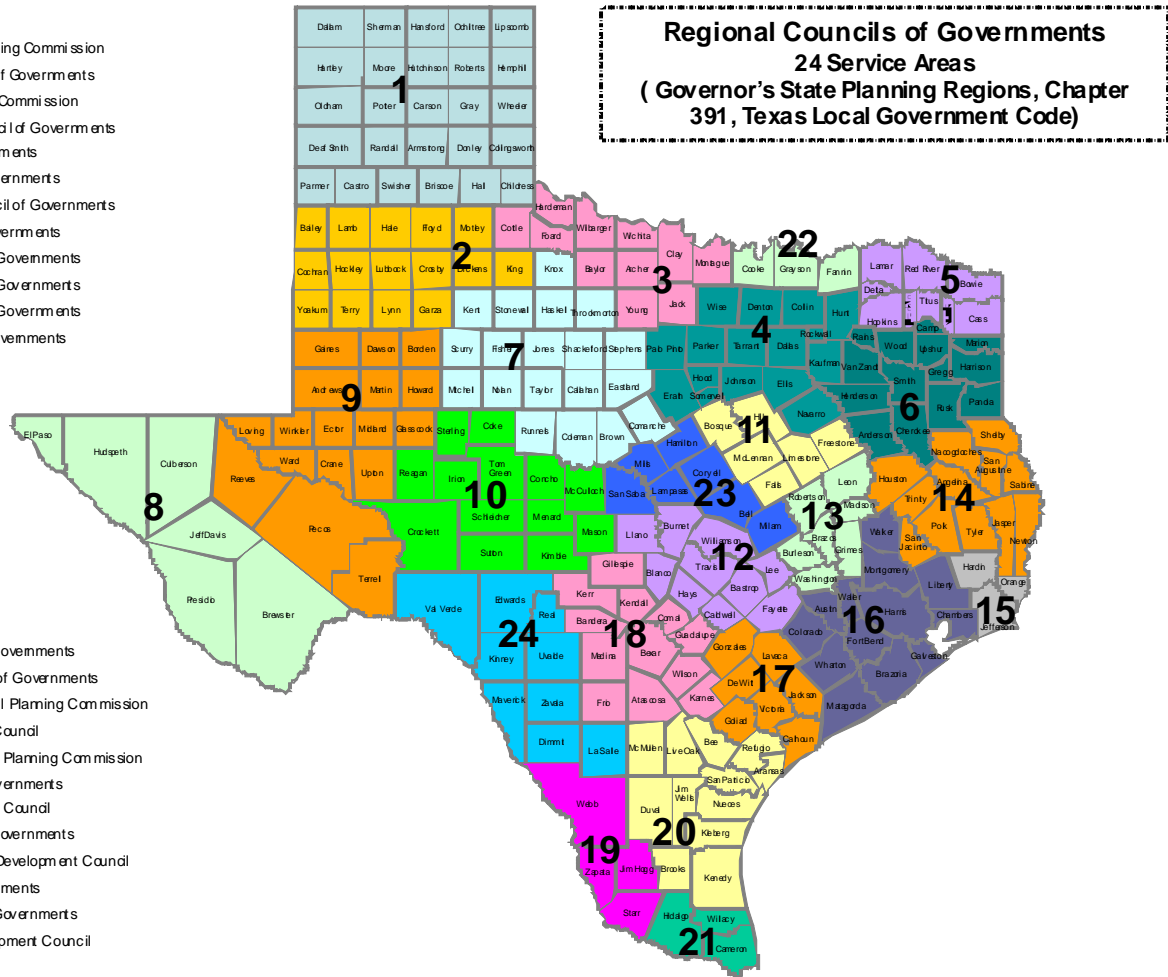 Regional Councils of Governments
24 Service Areas
( Governor's State Planning Regions, Chapter
391, Texas Local Government Code)
ing Commission
f Governments
Commission
cil of Governments
ments
ernments
cil of Governments
vernments
Governments
Governments
Governments
vernments
overnments
of Governments
l Planning Commission
Council
Planning Commission
vernments
Council
overnments
Development Council
nments
Governments
opment Council
Dallam Sherman Hansford Ochiltree Lipscomb
Hartley Moore Hutchinson Roberts Hemphill
1
Oldham Potter Carson Gray Wheeler
Deaf Smith Randall Armstrong Donley Collingsworth
Parmer Castro Swisher Briscoe Hall Childress
Hardeman
Bailey Lamb Hale Floyd Motley Cottle Foard Wilbarger Wichita
2 3 22 5
Clay Montague Cooke Grayson Fannin Lamar Red River Bowie
Cochran Hockley Lubbock Crosby Dickens King Knox Baylor Archer
Delta Titus Hopkins Cass Camp
Yoakum Terry Lynn Garza Kent Stonewall Haskell Throckmorton Young Jack Wise Denton Collin Hunt
4
Rockwall Rains Wood Upshur Marion
Gaines Dawson Borden Scurry Fisher Jones Shackelford Stephens Palo Pinto Parker Tarrant Dallas Kaufman Van Zandt Gregg Harrison
7
9 6
Andrews Martin Howard Mitchell Nolan Taylor Callahan Eastland Erath Hood Somervell Johnson Ellis Henderson Smith Rusk Panola
Navarro Anderson Cherokee
El Paso Hudspeth Culberson Loving Winkler Ector Midland Glasscock Sterling Coke Runnels Coleman Brown Comanche Hamilton Bosque Hill Freestone Shelby
11
Reeves Ward Crane Upton Reagan Irion Tom Green Concho McCulloch San Saba Mills Lampasas Coryell McLennan Limestone Falls Leon Houston Nacogdoches San Augustine Sabine Angelina
8 10 23 13 14
Jeff Davis Pecos Crockett Schleicher Menard Mason Llano Burnet Bell Milam Robertson Madison Brazos Grimes Walker Trinity Polk Tyler Jasper Newton San Jacinto
Presidio Brewster Terrell Sutton Kimble Gillespie Blanco Williamson Travis Lee Burleson Washington Montgomery Liberty Hardin Orange
12
Val Verde Edwards Real Kerr Kendall Bandera Comal Hays Bastrop Caldwell Fayette Austin Waller Harris Chambers Jefferson
24 18 16 15
Kinney Uvalde Medina Bexar Guadalupe Gonzales Lavaca Colorado Fort Bend Galveston Wharton Brazoria
17
Maverick Zavala Frio Atascosa Wilson Karnes De Witt Victoria Jackson Matagorda Goliad Calhoun
Dimmit La Salle McMullen Live Oak Bee Refugio Aransas San Patricio
Webb Duval Jim Wells Nueces Kleberg
19 20
Zapata Jim Hogg Brooks Kenedy
Starr Hidalgo Willacy Cameron
21